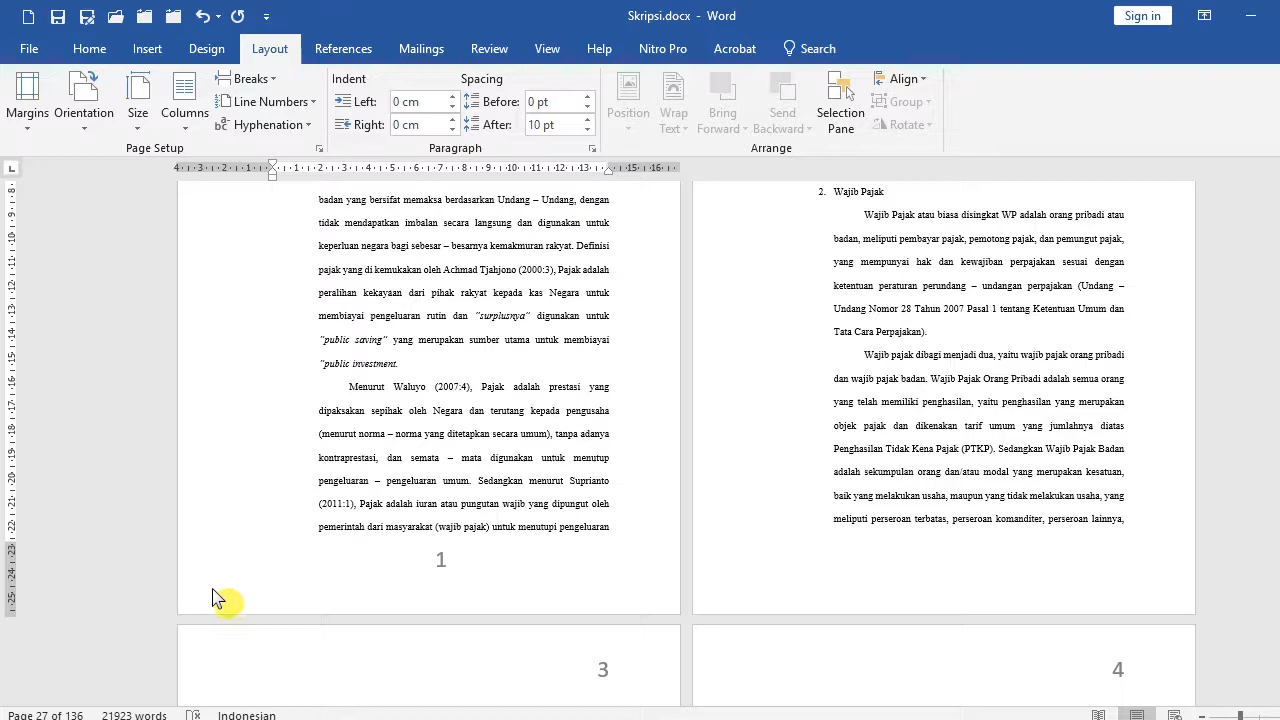 Skripsi.docx - Word
Sign in
File Home Insert Design Layout References Mailings Review View Help Nitro Pro Acrobat Search
Margins
Orientation
Size
Columns
Breaks
Line Numbers
Hyphenation
Page Setup
Indent
Left: 0 cm
Right: 0 cm
Spacing
Before: 0 pt
After: 10 pt
Paragraph
Position
Wrap Text
Bring Forward
Send Backward
Selection Pane
Align
Group
Rotate
Arrange
badan yang bersifat memaksa berdasarkan Undang – Undang, dengan
tidak mendapatkan imbalan secara langsung dan digunakan untuk
keperluan negara bagi sebesar – besarnya kemakmuran rakyat. Definisi
pajak yang di kemukakan oleh Achmad Tjahjono (2000:3), Pajak adalah
peralihan kekayaan dari pihak rakyat kepada kas Negara untuk
membiayai pengeluaran rutin dan "surplusnya" digunakan untuk
"public saving" yang merupakan sumber utama untuk membiayai
"public investment.
Menurut Waluyo (2007:4), Pajak adalah prestasi yang
dipaksakan sepihak oleh Negara dan terutang kepada pengusaha
(menurut norma – norma yang ditetapkan secara umum), tanpa adanya
kontraprestasi, dan semata – mata digunakan untuk menutup
pengeluaran – pengeluaran umum. Sedangkan menurut Suprianto
(2011:1), Pajak adalah iuran atau pungutan wajib yang dipungut oleh
pemerintah dari masyarakat (wajib pajak) untuk menutupi pengeluaran
1
2. Wajib Pajak
Wajib Pajak atau biasa disingkat WP adalah orang pribadi atau
badan, meliputi pembayar pajak, pemotong pajak, dan pemungut pajak,
yang mempunyai hak dan kewajiban perpajakan sesuai dengan
ketentuan peraturan perundang – undangan perpajakan (Undang –
Undang Nomor 28 Tahun 2007 Pasal 1 tentang Ketentuan Umum dan
Tata Cara Perpajakan).
Wajib pajak dibagi menjadi dua, yaitu wajib pajak orang pribadi
dan wajib pajak badan. Wajib Pajak Orang Pribadi adalah semua orang
yang telah memiliki penghasilan, yaitu penghasilan yang merupakan
objek pajak dan dikenakan tarif umum yang jumlahnya diatas
Penghasilan Tidak Kena Pajak (PTKP). Sedangkan Wajib Pajak Badan
adalah sekumpulan orang dan/atau modal yang merupakan kesatuan,
baik yang melakukan usaha, maupun yang tidak melakukan usaha, yang
meliputi perseroan terbatas, perseroan komanditer, perseroan lainnya,
3
4
Page 27 of 136 21923 words Indonesian